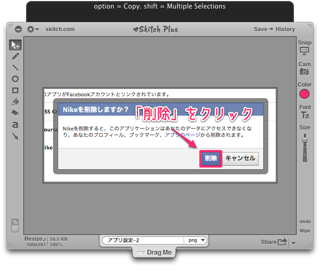 option = Copy, shift = Multiple Selections
skitch.com
Skitch Plus
Save → History
Snap
Cam
Color
Font
Tz
Size
のアプリがFacebookアカウントとリンクされています。
Nikeを削除しますか?
「削除」をクリック
Nikeを削除すると、このアプリケーションはあなたのデータにアクセスできなくな
り、あなたのプロフィール、ブックマーク、アプリのページから削除されます。
削除
キャンセル
a
Undo
Wipe
Resize
アプリ設定-2
png
Share
Drag Me